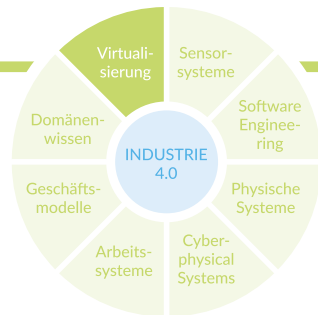 Virtuali-
sierung
Sensor-
systeme
Software
Enginee-
ring
Physische
Systeme
Cyber-
physical
Systems
Arbeits-
systeme
Geschäfts-
modelle
Domänen-
wissen
INDUSTRIE
4.0